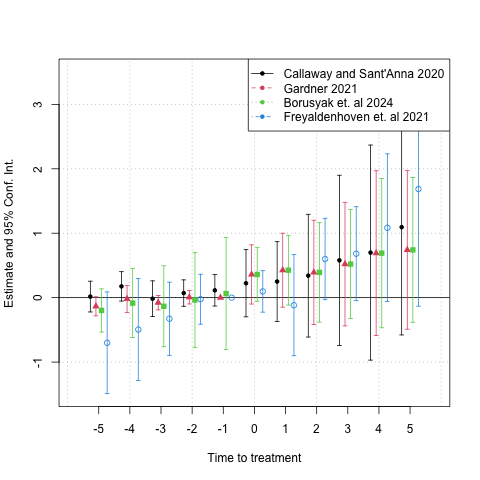 Callaway and Sant'Anna 2020
Gardner 2021
Borusyak et. al 2024
Freyaldenhoven et. al 2021
Estimate and 95% Conf. Int.
3
2
1
0
-1
-5 -4 -3 -2 -1 0 1 2 3 4 5
Time to treatment